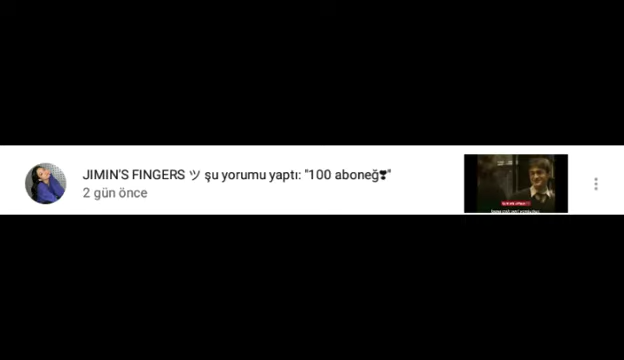 JIMIN'S FINGERS ツ şu yorumu yaptı: "100 aboneğ❣"
2 gün önce